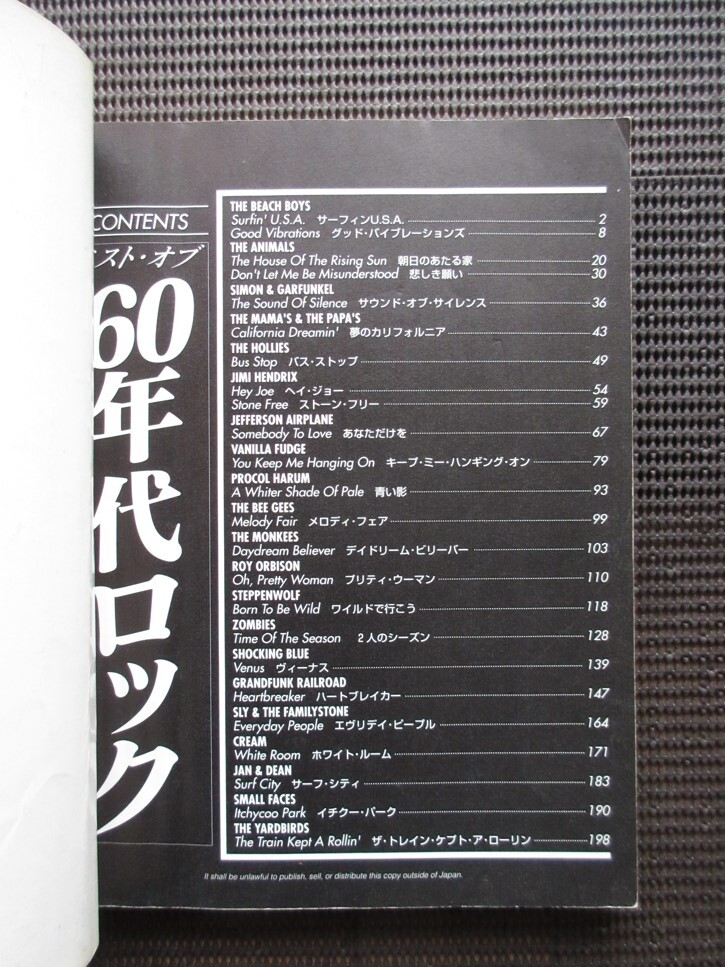 CONTENTS
スト・オブ
60年代ロック
THE BEACH BOYS
Surfin' U.S.A. サーフィンU.S.A. 2
Good Vibrations グッド・バイブレーションズ 8
THE ANIMALS
The House Of The Rising Sun 朝日のあたる家 20
Don't Let Me Be Misunderstood 悲しき願い 30
SIMON & GARFUNKEL
The Sound Of Silence サウンド・オブ・サイレンス 36
THE MAMA'S & THE PAPA'S
California Dreamin' 夢のカリフォルニア 43
THE HOLLIES
Bus Stop バス・ストップ 49
JIMI HENDRIX
Hey Joe ヘイ・ジョー 54
Stone Free ストーン・フリー 59
JEFFERSON AIRPLANE
Somebody To Love あなただけを 67
VANILLA FUDGE
You Keep Me Hanging On キープ・ミー・ハンギング・オン 79
PROCOL HARUM
A Whiter Shade Of Pale 青い影 93
THE BEE GEES
Melody Fair メロディ・フェア 99
THE MONKEES
Daydream Believer デイドリーム・ビリーバー 103
ROY ORBISON
Oh, Pretty Woman プリティ・ウーマン 110
STEPPENWOLF
Born To Be Wild ワイルドで行こう 118
ZOMBIES
Time Of The Season 2人のシーズン 128
SHOCKING BLUE
Venus ヴィーナス 139
GRANDFUNK RAILROAD
Heartbreaker ハートブレイカー 147
SLY & THE FAMILYSTONE
Everyday People エヴリデイ・ピープル 164
CREAM
White Room ホワイト・ルーム 171
JAN & DEAN
Surf City サーフ・シティ 183
SMALL FACES
Itchycoo Park イチクー・パーク 190
THE YARDBIRDS
The Train Kept A Rollin' ザ・トレイン・ケプト・ア・ローリン 198
It shall be unlawful to publish, sell, or distribute this copy outside of Japan.